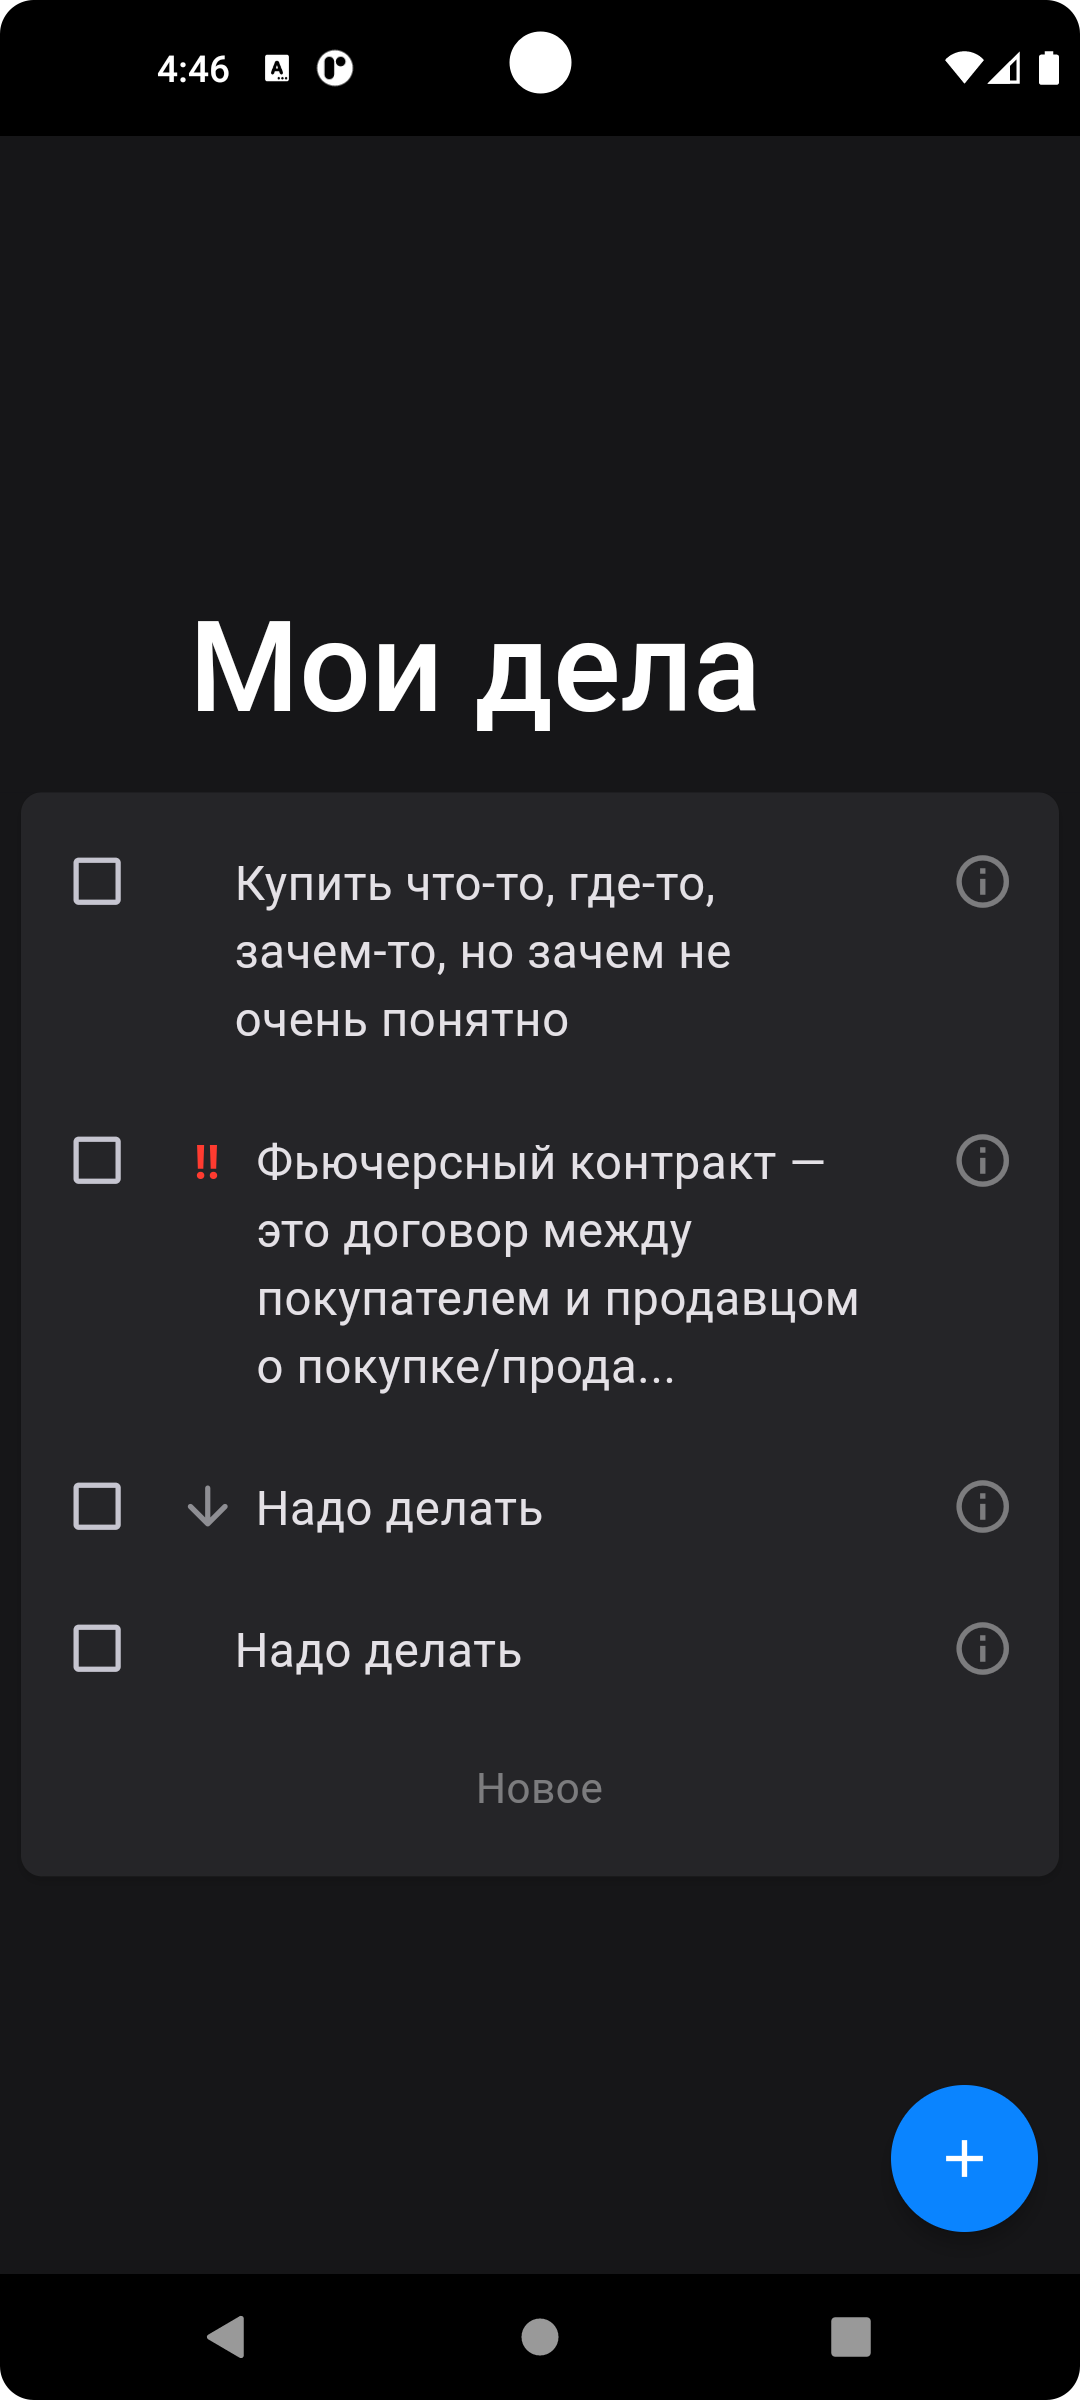 4:46
Мои дела
Купить что-то, где-то,
зачем-то, но зачем не
очень понятно
!! Фьючерсный контракт —
это договор между
покупателем и продавцом
о покупке/прода...
Надо делать
Надо делать
Новое